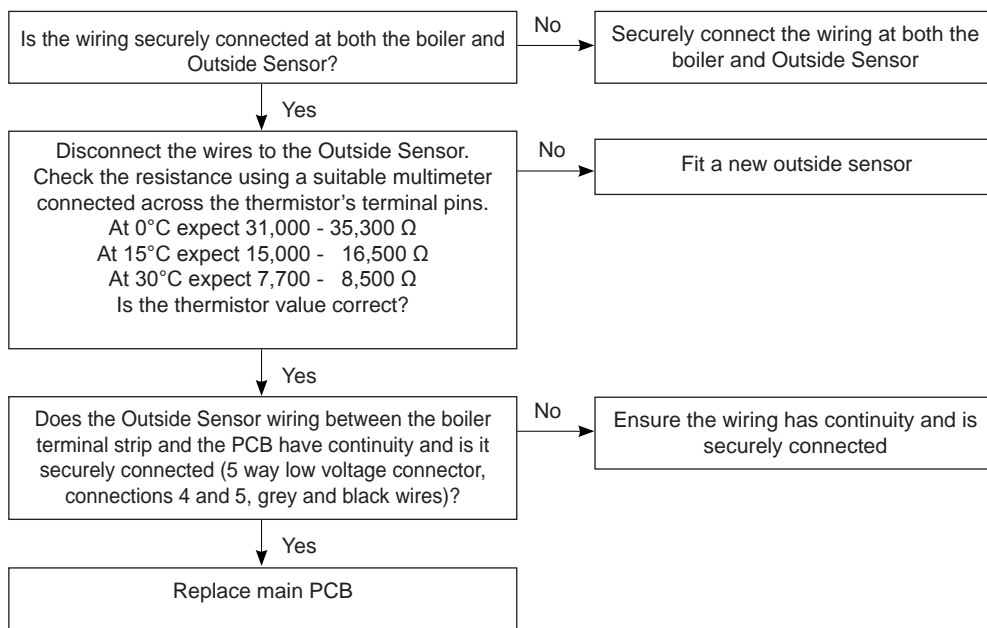 Is the wiring securely connected at both the boiler and
Outside Sensor?
No
Securely connect the wiring at both the
boiler and Outside Sensor
Yes
Disconnect the wires to the Outside Sensor.
Check the resistance using a suitable multimeter
connected across the thermistor’s terminal pins.
At 0°C expect 31,000 - 35,300 Ω
At 15°C expect 15,000 - 16,500 Ω
At 30°C expect 7,700 - 8,500 Ω
Is the thermistor value correct?
No
Fit a new outside sensor
Yes
Does the Outside Sensor wiring between the boiler
terminal strip and the PCB have continuity and is it
securely connected (5 way low voltage connector,
connections 4 and 5, grey and black wires)?
No
Ensure the wiring has continuity and is
securely connected
Yes
Replace main PCB